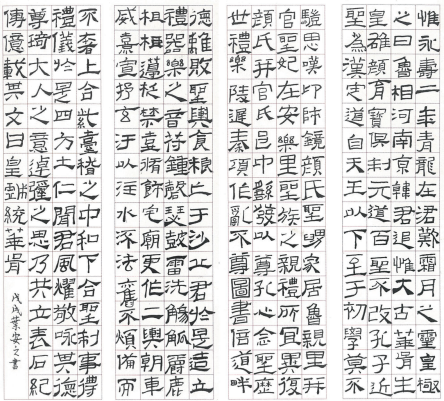 惟永壽二年青龍在涒歎霜月之靈皇極
之日魯相河南京韓君追惟大古華胥生
皇雄顏育空寶俱制元道百王不改孔子近
聖為漢定道自天王以下至于初學莫不
驥思嘆卬師鏡顏氏聖舅家居魯親里并
官聖妃在安樂里聖族之親禮所宜異復
顏氏并官氏邑中繇發以尊孔心念聖歷
世禮樂陵遲秦項作亂不尊圖書倍道畔
德離敗聖輿食糧亡于沙丘君於是造立
禮器樂之音符鍾磬瑟鼓雷洗觴觚爵鹿
柤梪籩柉禁壺脩飾宅廟更作二輿朝車
威熹宣抒玄汙以注水流法舊不煩備而
不奢上合紫臺稽之中和下合聖制事得
禮儀於是四方士仁聞君風燿敬咏其德
尊琦大人之意逴彌之思乃共立表石紀
傳億載其文曰皇戲統華胥
戊戌葉安文書